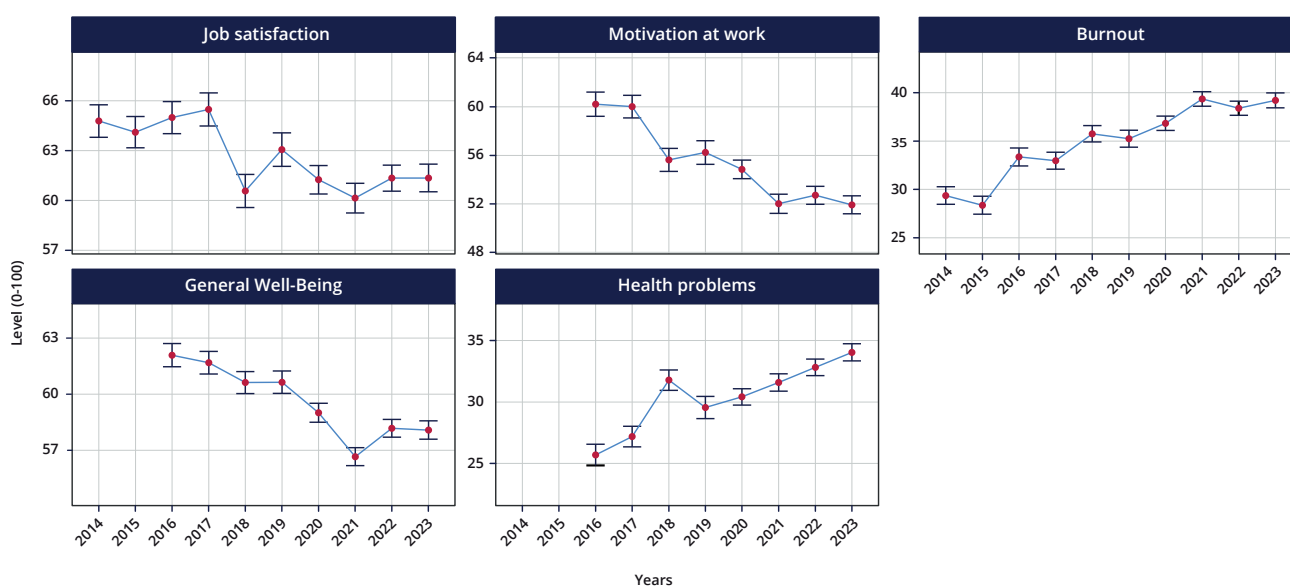 Job satisfaction
66
63
60
57
Motivation at work
64
60
56
52
48
Burnout
40
35
30
25
2014 2015 2016 2017 2018 2019 2020 2021 2022 2023
Level (0-100)
General Well-Being
63
60
57
2014 2015 2016 2017 2018 2019 2020 2021 2022 2023
Health problems
35
30
25
2014 2015 2016 2017 2018 2019 2020 2021 2022 2023
Years